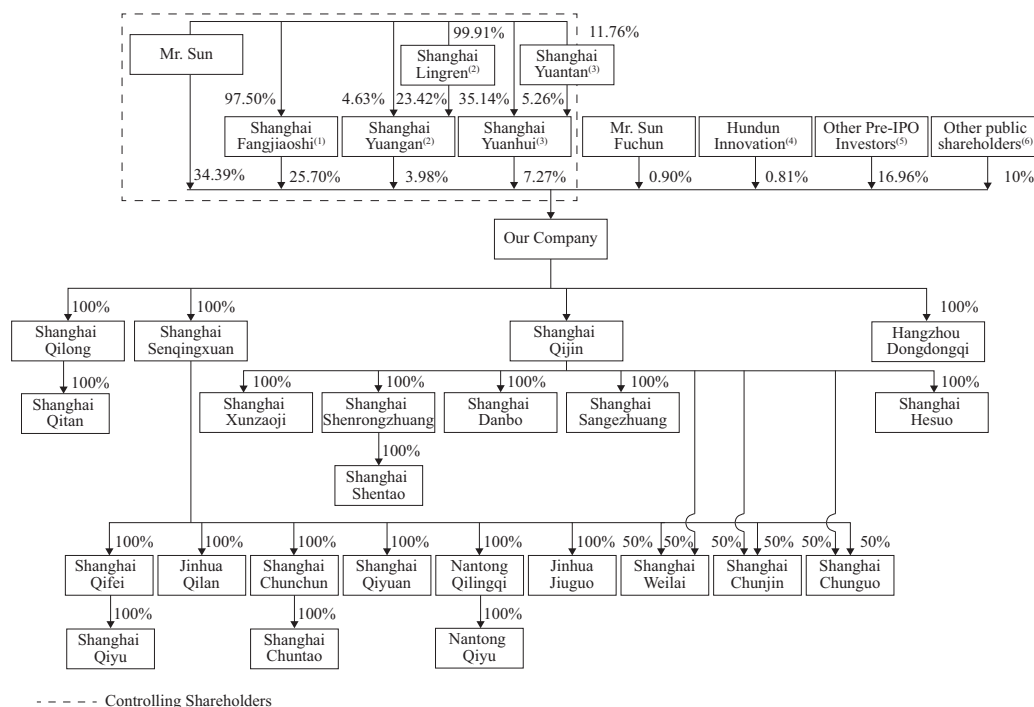 99.91%
11.76%
Mr. Sun
Shanghai
Lingren(2)
Shanghai
Yuantan(3)
97.50%
4.63%
23.42%
35.14%
5.26%
Shanghai
Fangjiaoshi(1)
Shanghai
Yuangan(2)
Shanghai
Yuanhui(3)
Mr. Sun
Fuchun
Hundun
Innovation(4)
Other Pre-IPO
Investors(5)
Other public
shareholders(6)
34.39%
25.70%
3.98%
7.27%
0.90%
0.81%
16.96%
10%
Our Company
100%
100%
100%
100%
Shanghai
Qilong
Shanghai
Senqingxuan
Shanghai
Qijin
Hangzhou
Dongdongqi
100%
100%
100%
100%
100%
100%
Shanghai
Qitan
Shanghai
Xunzaoji
Shanghai
Shenrongzhuang
Shanghai
Danbo
Shanghai
Sangezhuang
Shanghai
Hesuo
100%
Shanghai
Shentao
100%
100%
100%
100%
100%
100%
50%
50%
50%
50%
50%
50%
Shanghai
Qifei
Jinhua
Qilan
Shanghai
Chunchun
Shanghai
Qiyuan
Nantong
Qilingqi
Jinhua
Jiuguo
Shanghai
Weilai
Shanghai
Chunjin
Shanghai
Chunguo
100%
100%
100%
Shanghai
Qiyu
Shanghai
Chuntao
Nantong
Qiyu
Controlling Shareholders